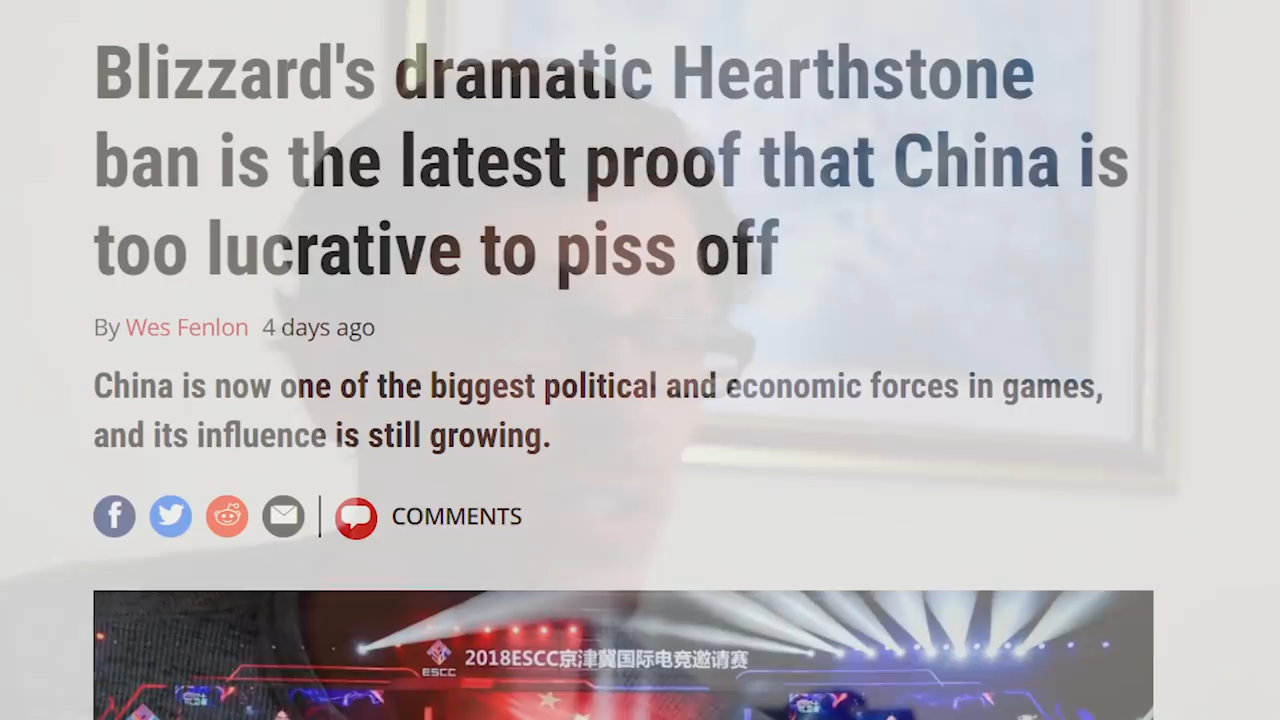 Blizzard's dramatic Hearthstone
ban is the latest proof that China is
too lucrative to piss off
By Wes Fenlon 4 days ago
China is now one of the biggest political and economic forces in games,
and its influence is still growing.
COMMENTS
2018ESCC京津冀国际电竞邀请赛
ESCC